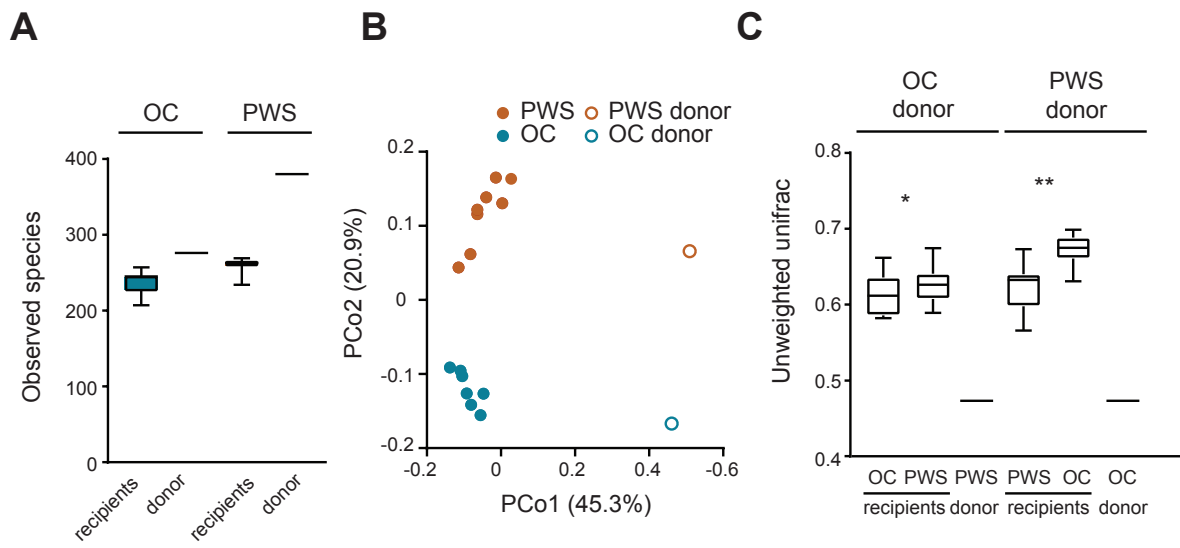 A
OC PWS
Observed species
400
300
200
100
0
recipients
donor
recipients
donor
B
PWS PWS donor
OC OC donor
PCo2 (20.9%)
0.2
0.1
0
-0.1
-0.2
-0.2 0 0.2 0.4 -0.6
PCo1 (45.3%)
C
OC donor
PWS donor
Unweighted unifrac
0.8
0.7
0.6
0.5
0.4
*
**
OC PWS PWS PWS OC OC
recipients donor recipients donor